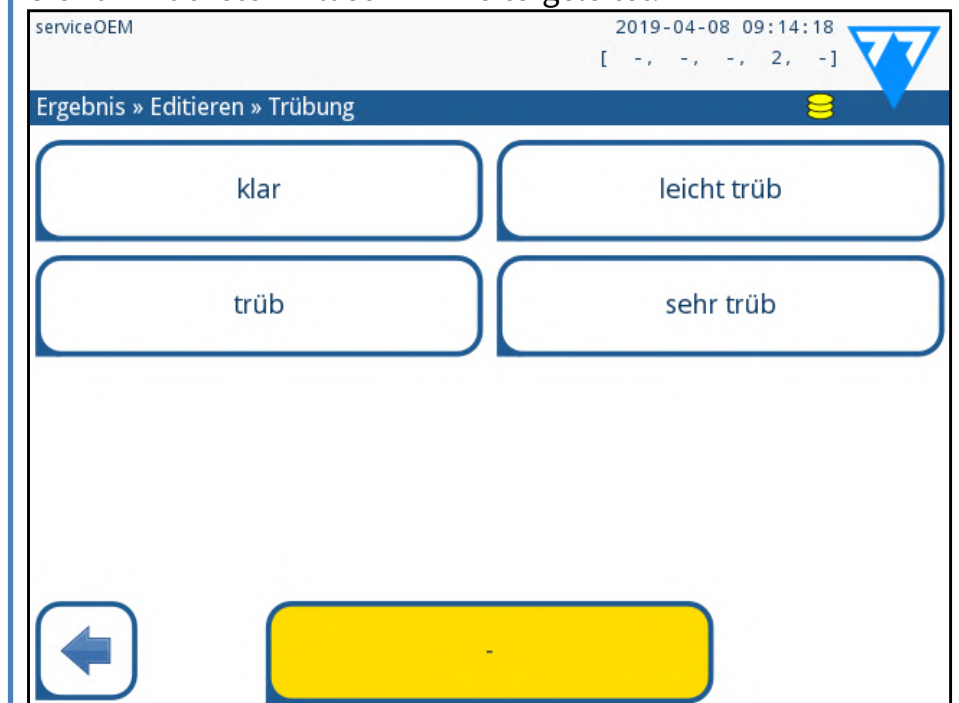 serviceOEM
2019-04-08 09:14:18
[ -, -, -, 2, -]
Ergebnis » Editieren » Trübung
klar
leicht trüb
trüb
sehr trüb
-